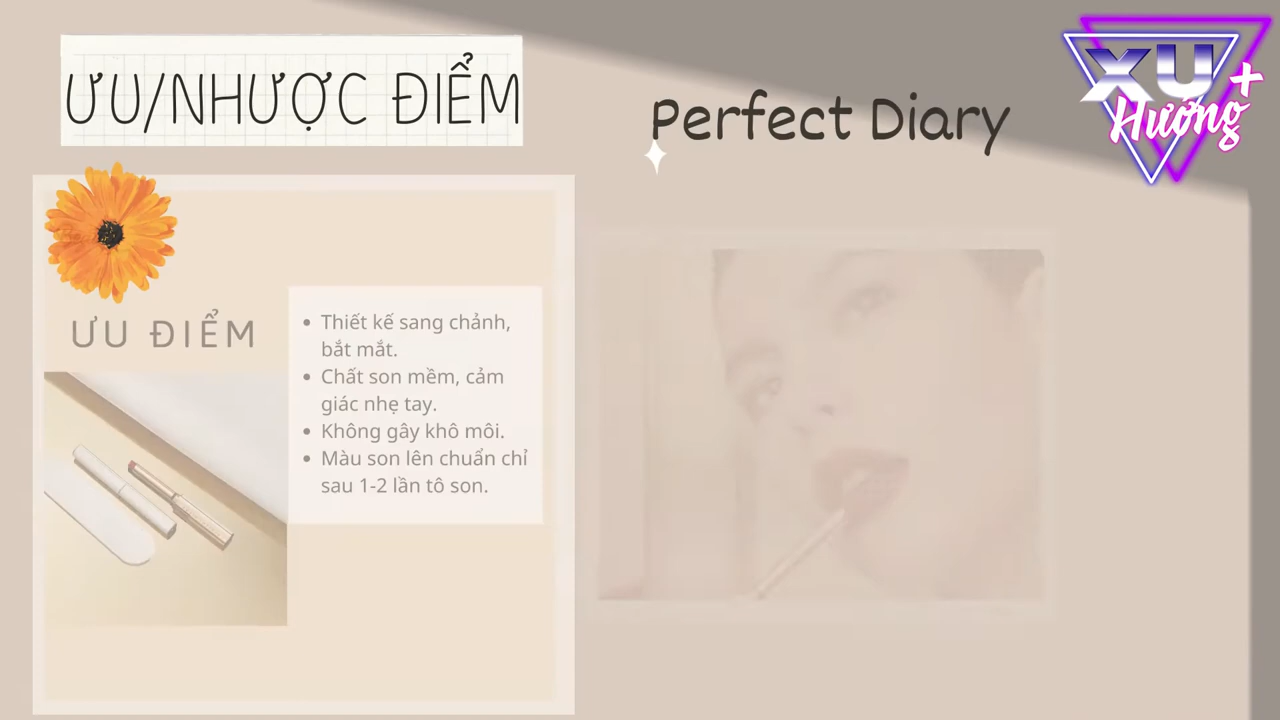 ƯU/NHƯỢC ĐIỂM
Perfect Diary
XU+
Hượng
ƯU ĐIỂM
• Thiết kế sang chảnh,
bắt mắt.
• Chất son mềm, cảm
giác nhẹ tay.
• Không gây khô môi.
• Màu son lên chuẩn chỉ
sau 1-2 lần tô son.